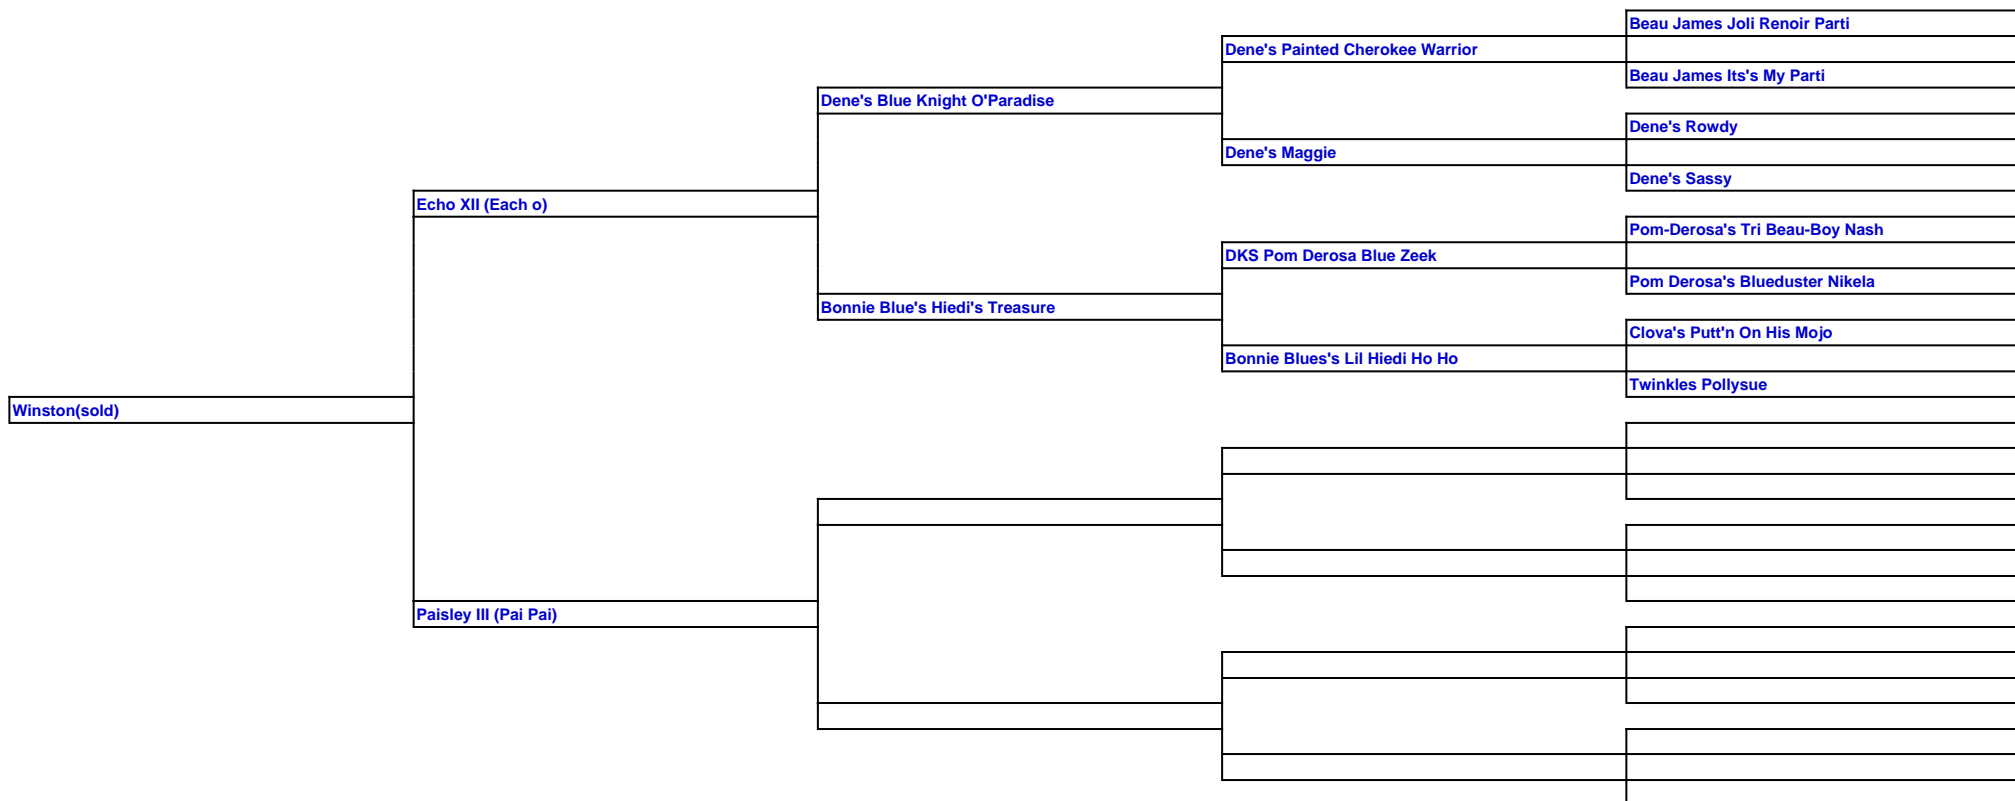 Beau James Joli Renoir Parti
Dene's Painted Cherokee Warrior
Beau James Its's My Parti
Dene's Blue Knight O'Paradise
Dene's Rowdy
Dene's Maggie
Dene's Sassy
Echo XII (Each o)
Pom-Derosa's Tri Beau-Boy Nash
DKS Pom Derosa Blue Zeek
Pom Derosa's Blueduster Nikela
Bonnie Blue's Hiedi's Treasure
Clova's Putt'n On His Mojo
Bonnie Blues's Lil Hiedi Ho Ho
Twinkles Pollysue
Winston(sold)
Paisley III (Pai Pai)